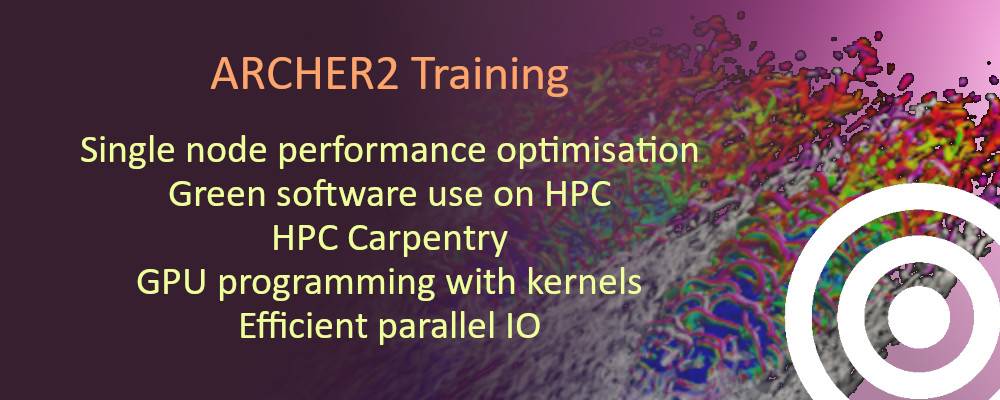 ARCHER2 Training
Single node performance optimisation
Green software use on HPC
HPC Carpentry
GPU programming with kernels
Efficient parallel IO